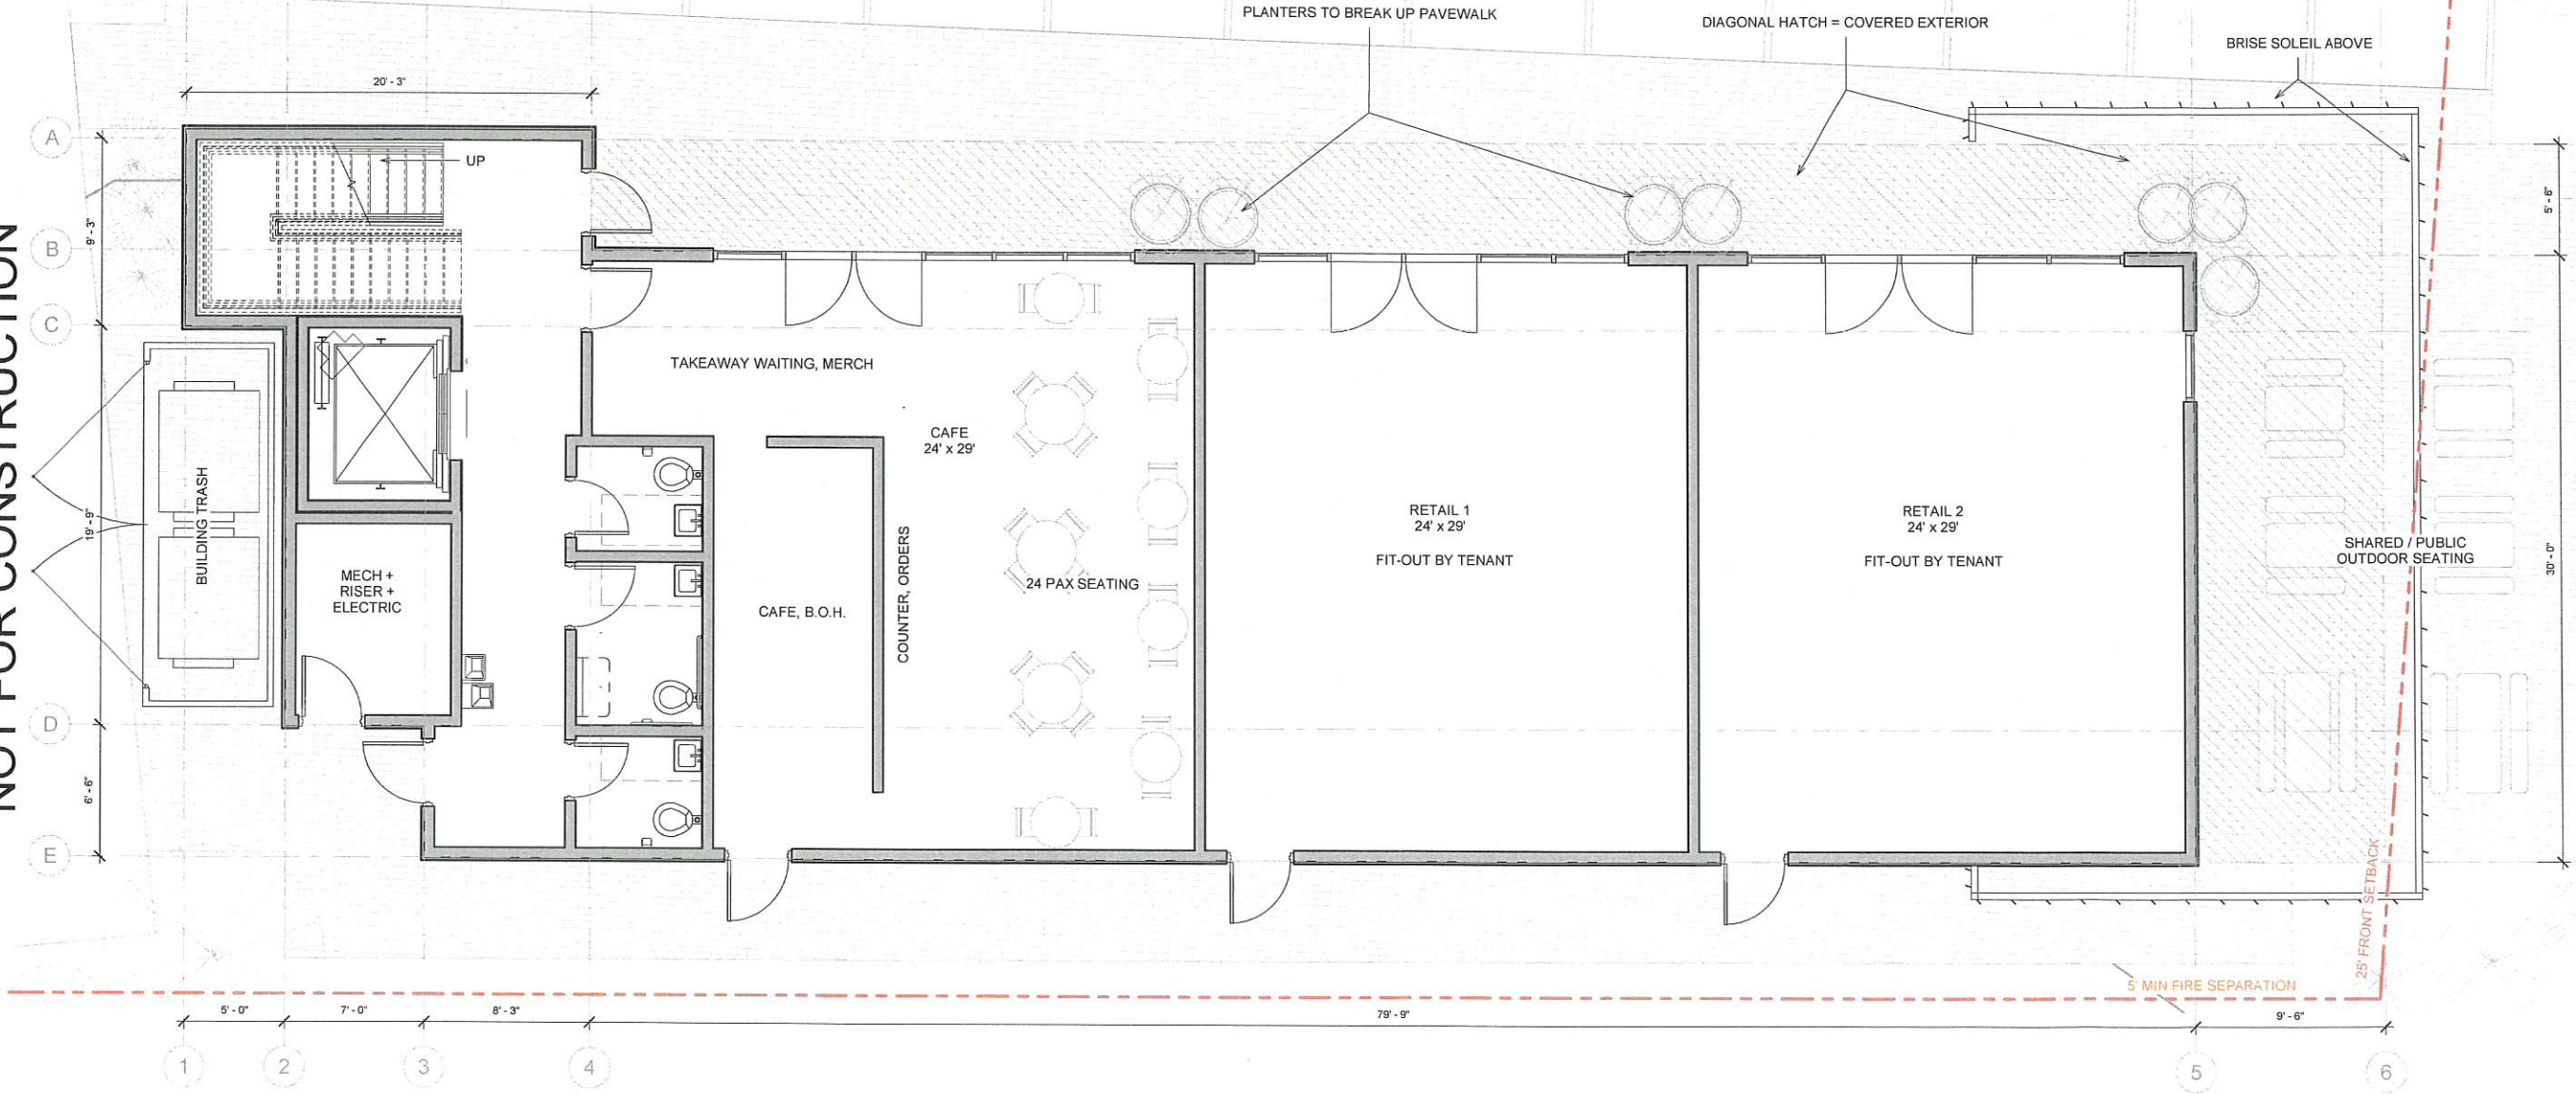 PLANTERS TO BREAK UP PAVEWALK
DIAGONAL HATCH = COVERED EXTERIOR
BRISE SOLEIL ABOVE
20' - 3"
A
B
C
D
E
9' - 3"
19' - 9"
6' - 6"
5' - 6"
30' - 0"
NOT FOR CONSTRUCTION
UP
TAKEAWAY WAITING, MERCH
CAFE
24' x 29'
BUILDING TRASH
MECH +
RISER +
ELECTRIC
CAFE, B.O.H.
COUNTER, ORDERS
24 PAX SEATING
RETAIL 1
24' x 29'
FIT-OUT BY TENANT
RETAIL 2
24' x 29'
FIT-OUT BY TENANT
SHARED / PUBLIC
OUTDOOR SEATING
25' FRONT SETBACK
5' MIN FIRE SEPARATION
5' - 0"
7' - 0"
8' - 3"
79' - 9"
9' - 6"
1
2
3
4
5
6